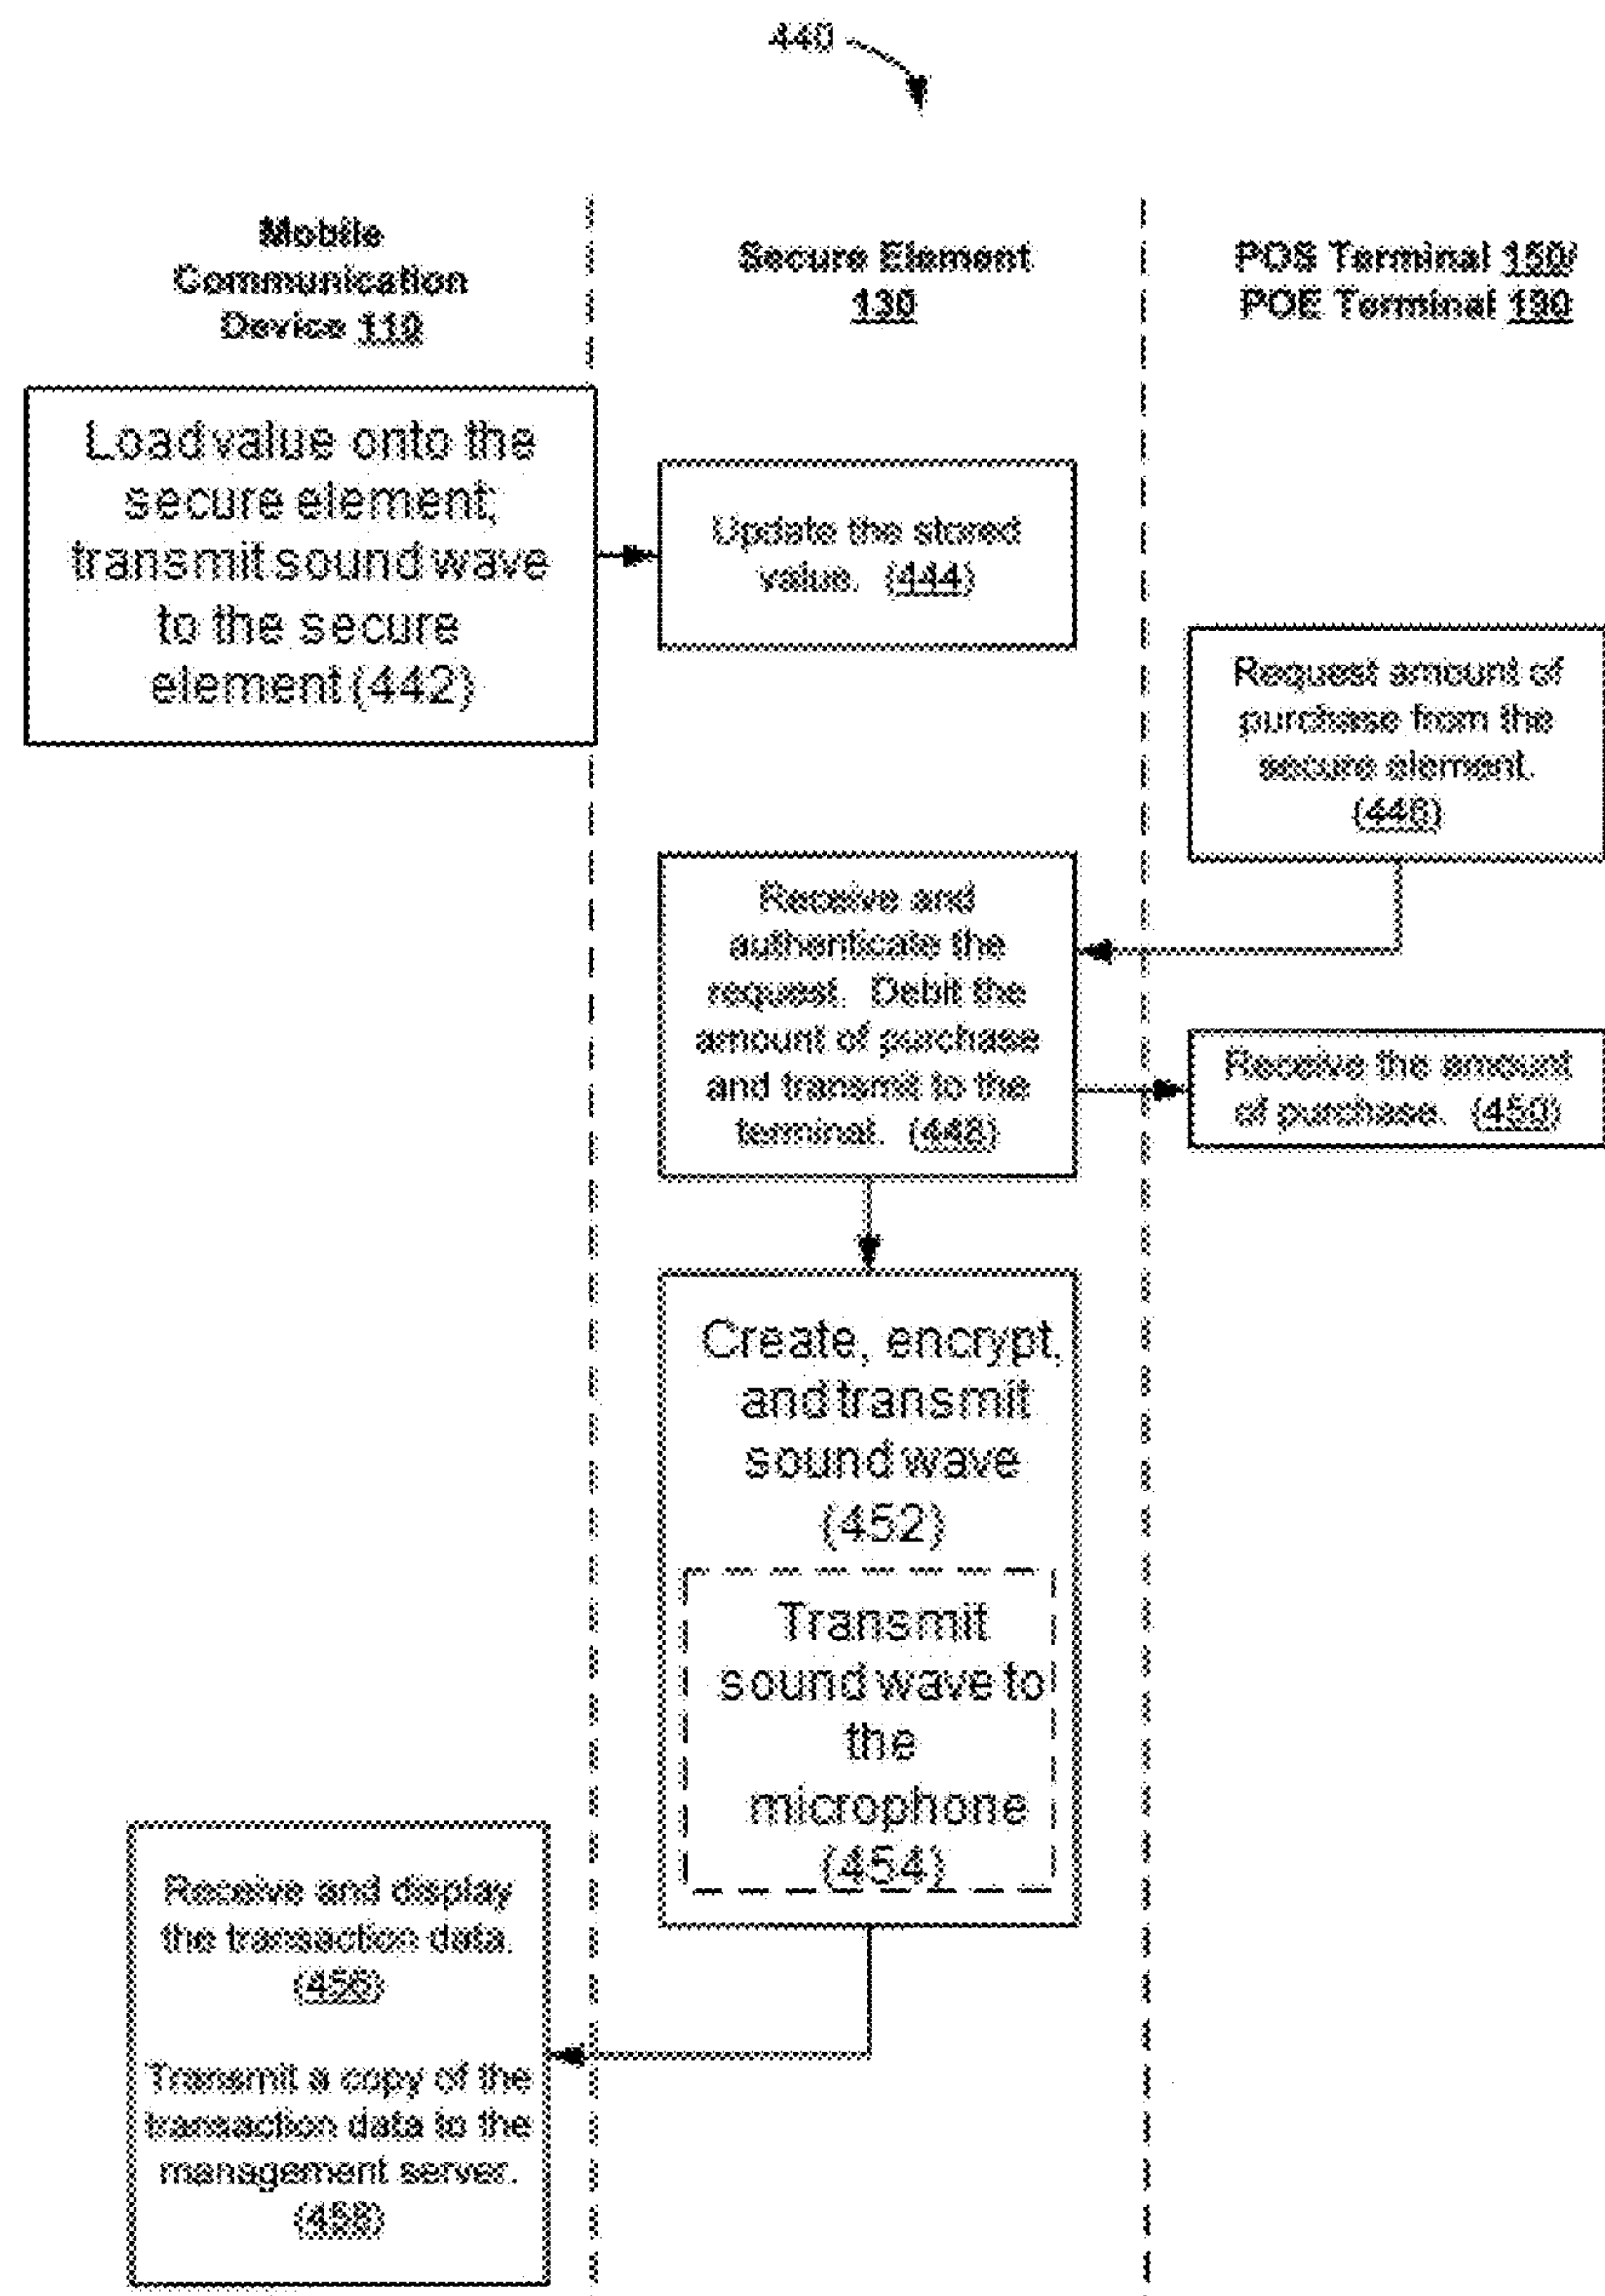 440
Mobile
Communication
Device 110
Secure Element
130
POS Terminal 150/
POE Terminal 190
Load value onto the
secure element;
transmit sound wave
to the secure
element (442)
Update the stored
value. (444)
Request amount of
purchase from the
secure element.
(446)
Receive and
authenticate the
request. Debit the
amount of purchase
and transmit to the
terminal. (448)
Receive the amount
of purchase. (450)
Create, encrypt,
and transmit
sound wave
(452)
Transmit
sound wave to
the
microphone
(454)
Receive and display
the transaction data.
(456)
Transmit a copy of the
transaction data to the
management server.
(458)